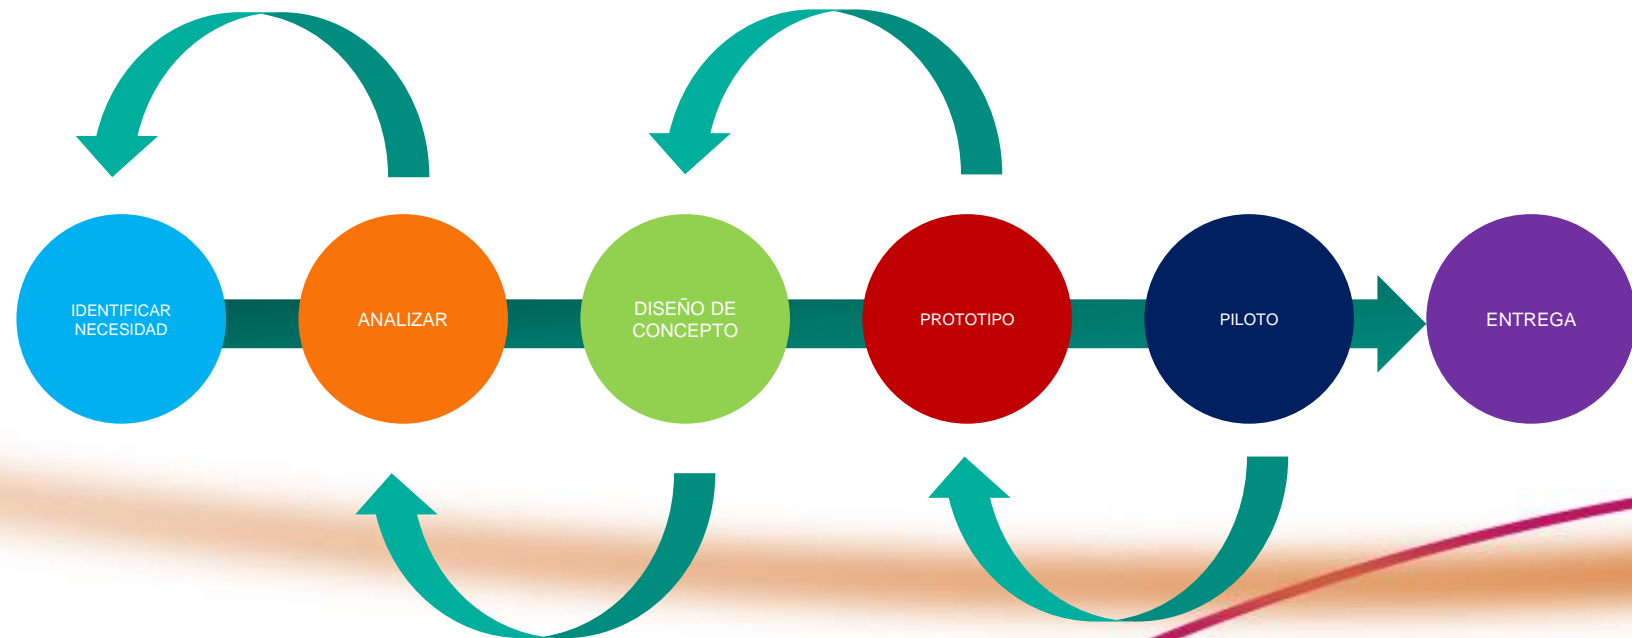 IDENTIFICAR
NECESIDAD
ANALIZAR
DISEÑO DE
CONCEPTO
PROTOTIPO
PILOTO
ENTREGA